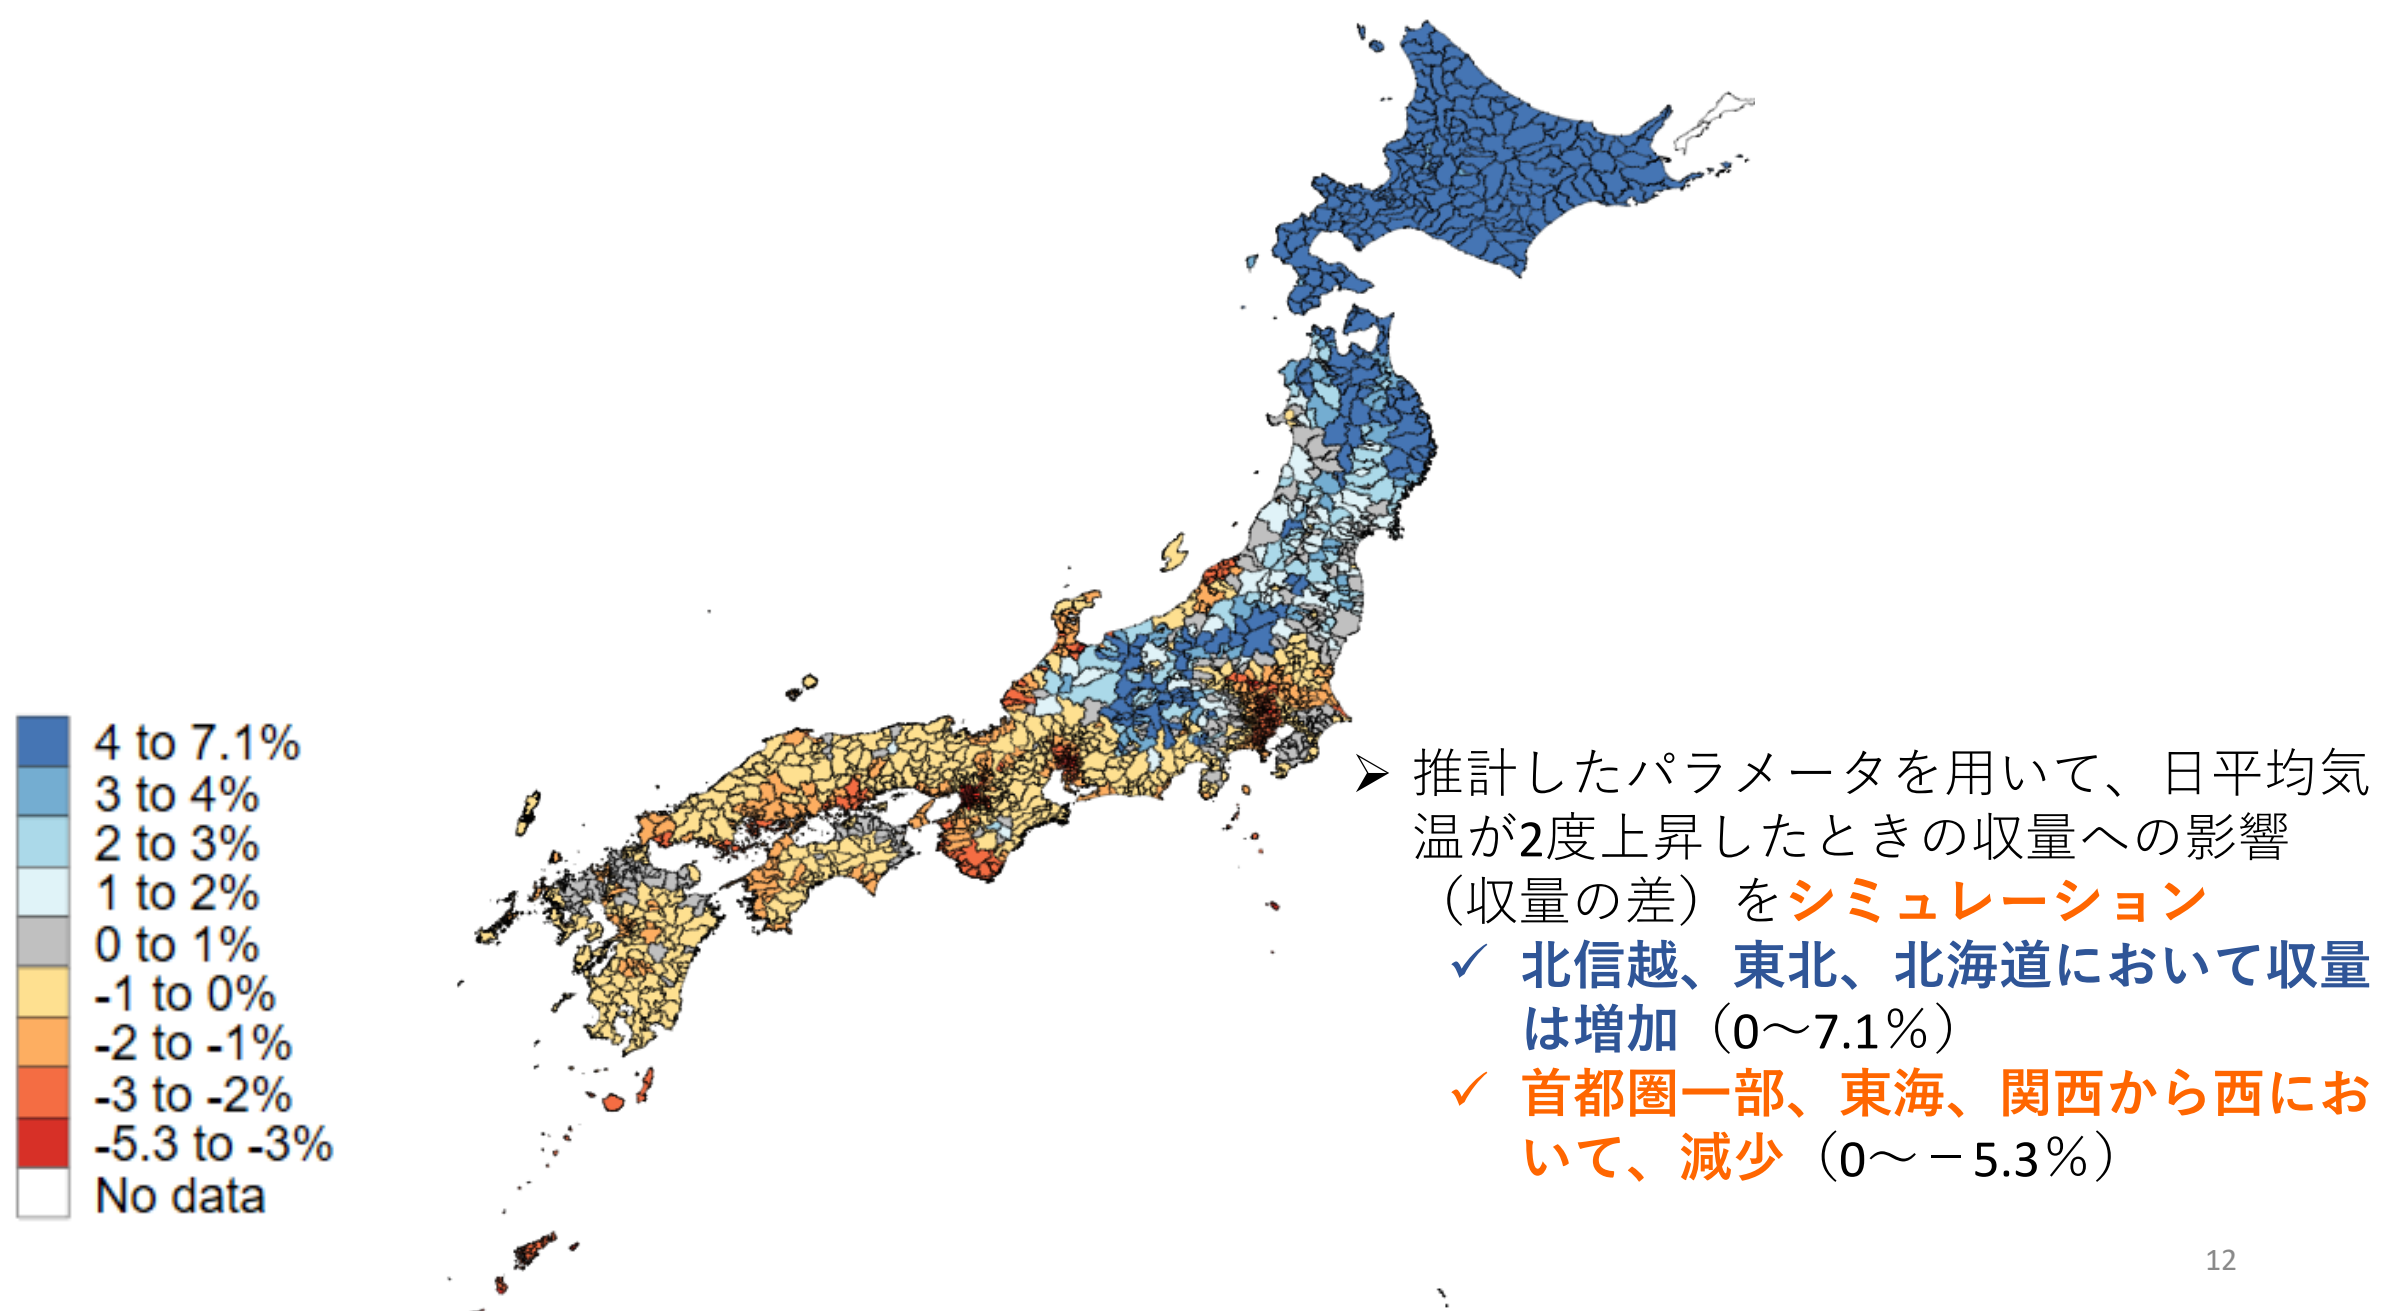 4 to 7.1%
3 to 4%
2 to 3%
1 to 2%
0 to 1%
-1 to 0%
-2 to -1%
-3 to -2%
-5.3 to -3%
No data
➢ 推計したパラメータを用いて、日平均気
温が2度上昇したときの収量への影響
（収量の差）をシミュレーション
✓ 北信越、東北、北海道において収量
は増加（0～7.1％）
✓ 首都圏一部、東海、関西から西にお
いて、減少（0～－5.3％）
12